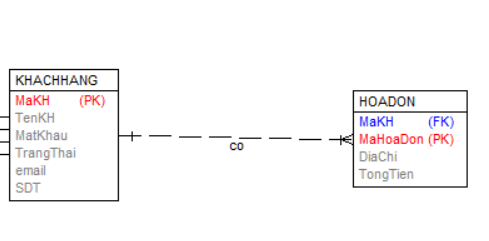 KHACHHANG
MaKH (PK)
TenKH
MatKhau
TrangThai
email
SDT
co
HOADON
MaKH (FK)
MaHoaDon (PK)
DiaChi
TongTien